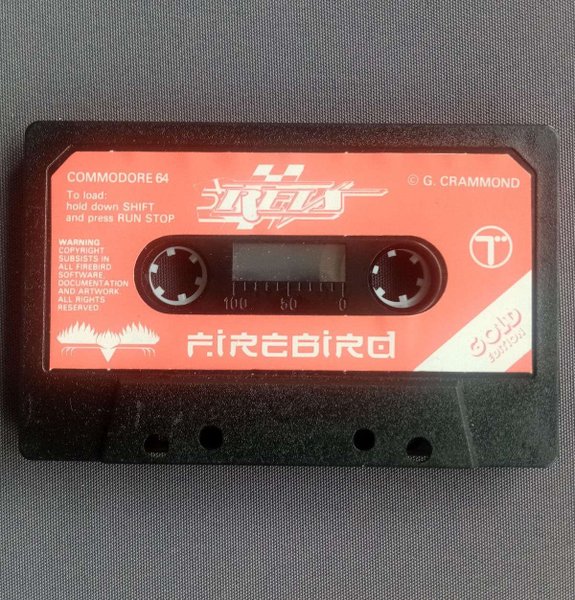 COMMODORE 64
To load:
hold down SHIFT
and press RUN STOP
REVS
© G. CRAMMOND
WARNING
COPYRIGHT
SUBSISTS IN
ALL FIREBIRD
SOFTWARE,
DOCUMENTATION
AND ARTWORK.
ALL RIGHTS
RESERVED
100 50 0
FIREBIRD
GOLD
EDITION